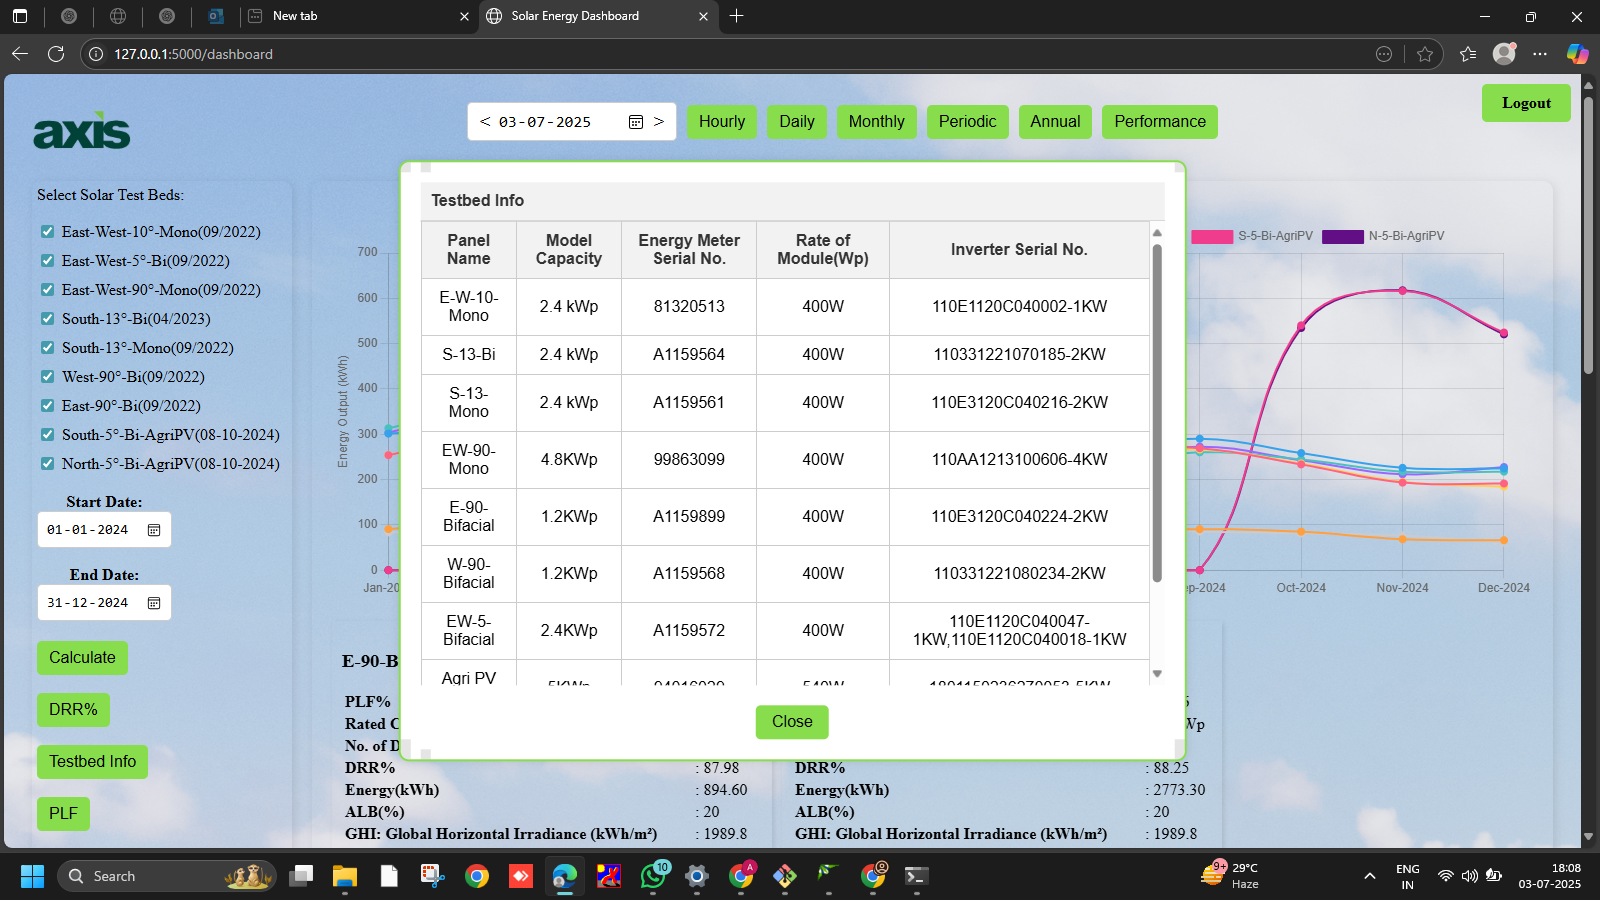 New tab
Solar Energy Dashboard
127.0.0.1:5000/dashboard
axis
< 03-07-2025 >
Hourly
Daily
Monthly
Periodic
Annual
Performance
Logout
Select Solar Test Beds:
East-West-10°-Mono(09/2022)
East-West-5°-Bi(09/2022)
East-West-90°-Mono(09/2022)
South-13°-Bi(04/2023)
South-13°-Mono(09/2022)
West-90°-Bi(09/2022)
East-90°-Bi(09/2022)
South-5°-Bi-AgriPV(08-10-2024)
North-5°-Bi-AgriPV(08-10-2024)
Start Date:
01-01-2024
End Date:
31-12-2024
Calculate
DRR%
Testbed Info
PLF
S-5-Bi-AgriPV
N-5-Bi-AgriPV
Energy Output (kWh)
700
600
500
400
300
200
100
0
Jan-20
ep-2024
Oct-2024
Nov-2024
Dec-2024
Testbed Info
Panel Name
Model Capacity
Energy Meter Serial No.
Rate of Module(Wp)
Inverter Serial No.
E-W-10-Mono 2.4 kWp 81320513 400W 110E1120C040002-1KW
S-13-Bi 2.4 kWp A1159564 400W 110331221070185-2KW
S-13-Mono 2.4 kWp A1159561 400W 110E3120C040216-2KW
EW-90-Mono 4.8KWp 99863099 400W 110AA1213100606-4KW
E-90-Bifacial 1.2KWp A1159899 400W 110E3120C040224-2KW
W-90-Bifacial 1.2KWp A1159568 400W 110331221080234-2KW
EW-5-Bifacial 2.4KWp A1159572 400W 110E1120C040047-1KW,110E1120C040018-1KW
Agri PV
Close
E-90-B
PLF%
Rated C
Wp
No. of D
DRR% : 87.98
Energy(kWh) : 894.60
ALB(%) : 20
GHI: Global Horizontal Irradiance (kWh/m²) : 1989.8
DRR% : 88.25
Energy(kWh) : 2773.30
ALB(%) : 20
GHI: Global Horizontal Irradiance (kWh/m²) : 1989.8
Search
10
A
9+
29°C
Haze
ENG
IN
18:08
03-07-2025